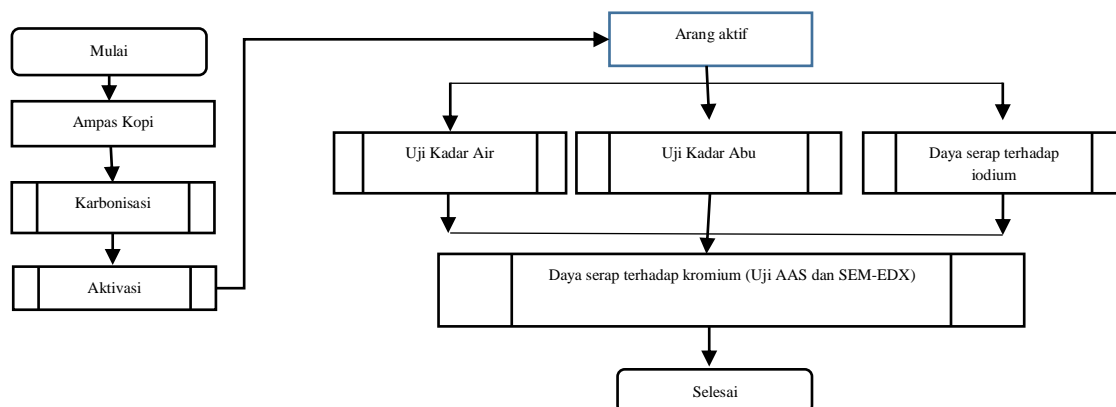 Mulai
Ampas Kopi
Karbonisasi
Aktivasi
Arang aktif
Uji Kadar Air
Uji Kadar Abu
Daya serap terhadap
iodium
Daya serap terhadap kromium (Uji AAS dan SEM-EDX)
Selesai